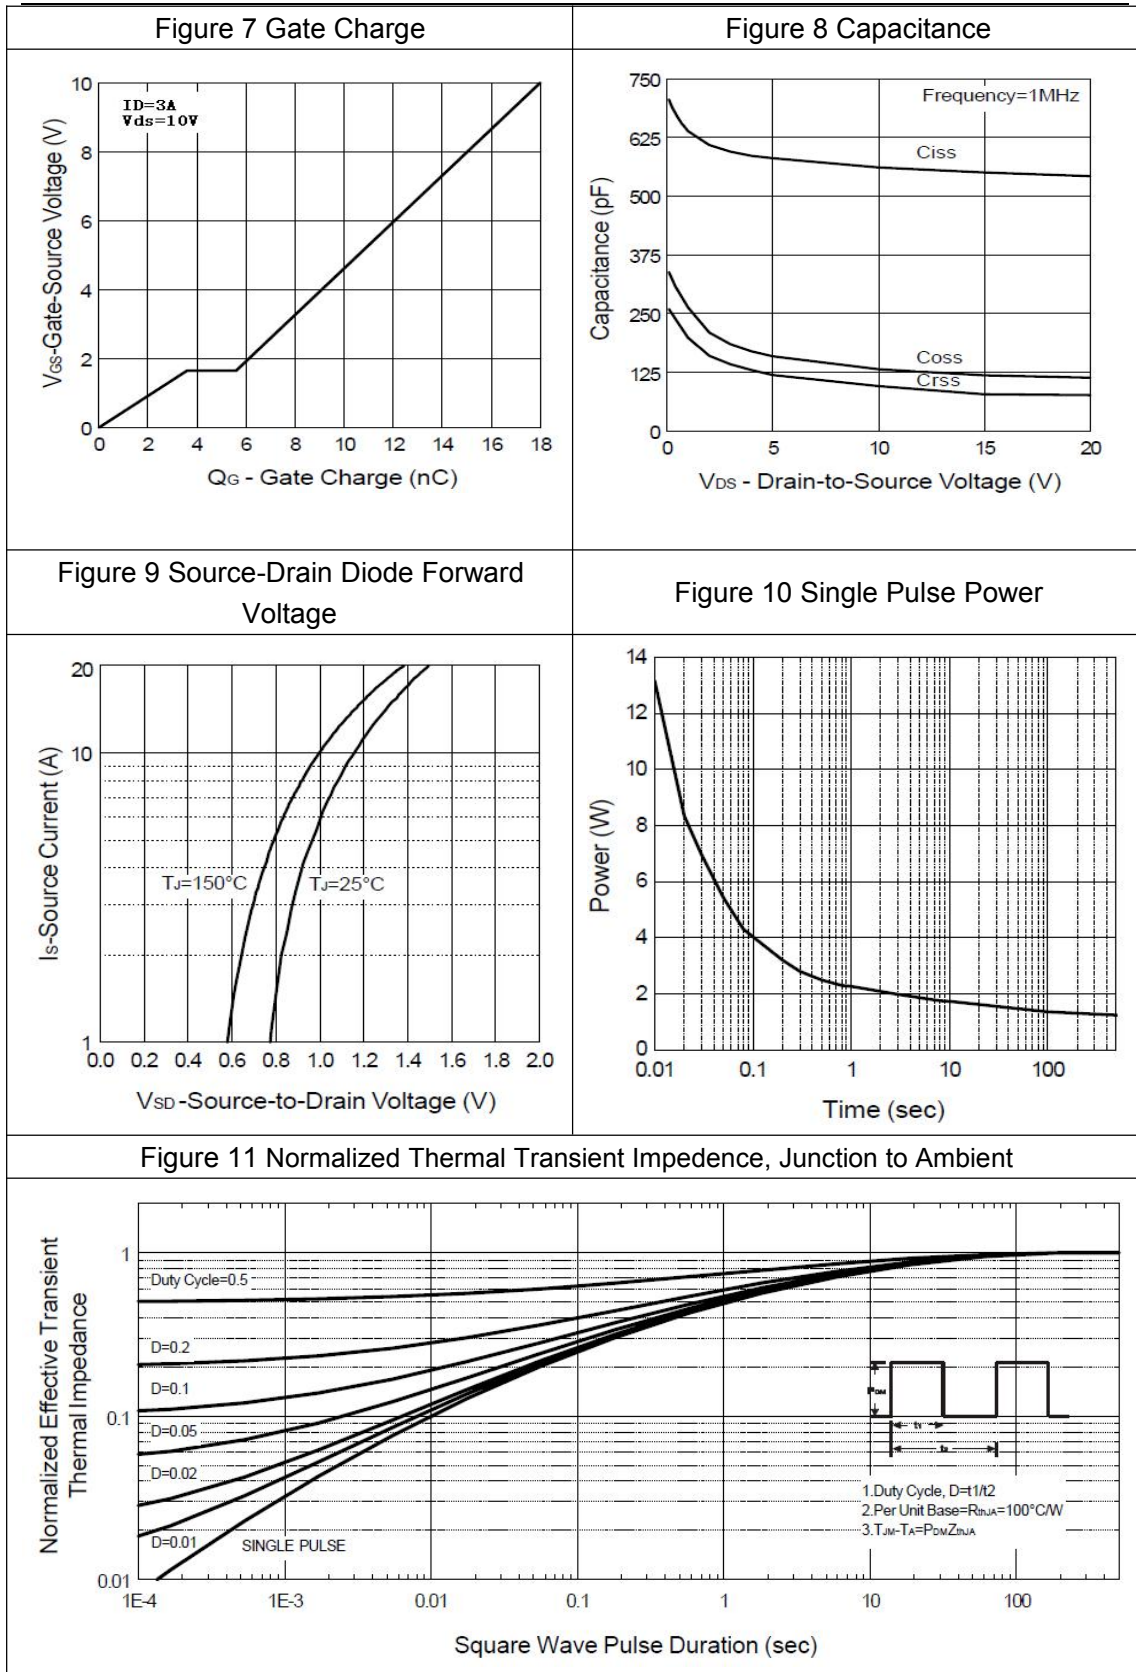 Figure 7 Gate Charge
Figure 8 Capacitance
10
8
6
4
2
0
VGS-Gate-Source Voltage (V)
ID=3A
Vds=10V
0 2 4 6 8 10 12 14 16 18
QG - Gate Charge (nC)
750
625
500
375
250
125
0
Capacitance (pF)
Frequency=1MHz
Ciss
Coss
Crss
0 5 10 15 20
VDS - Drain-to-Source Voltage (V)
Figure 9 Source-Drain Diode Forward
Voltage
Figure 10 Single Pulse Power
20
10
1
IS-Source Current (A)
TJ=150°C
TJ=25°C
0.0 0.2 0.4 0.6 0.8 1.0 1.2 1.4 1.6 1.8 2.0
VSD -Source-to-Drain Voltage (V)
14
12
10
8
6
4
2
0
Power (W)
0.01 0.1 1 10 100
Time (sec)
Figure 11 Normalized Thermal Transient Impedence, Junction to Ambient
Normalized Effective Transient
Thermal Impedance
1
0.1
0.01
Duty Cycle=0.5
D=0.2
D=0.1
D=0.05
D=0.02
D=0.01
SINGLE PULSE
PDM
t1
t2
1.Duty Cycle, D=t1/t2
2.Per Unit Base=RthJA=100°C/W
3.TJM-TA=PDMZthJA
1E-4 1E-3 0.01 0.1 1 10 100
Square Wave Pulse Duration (sec)